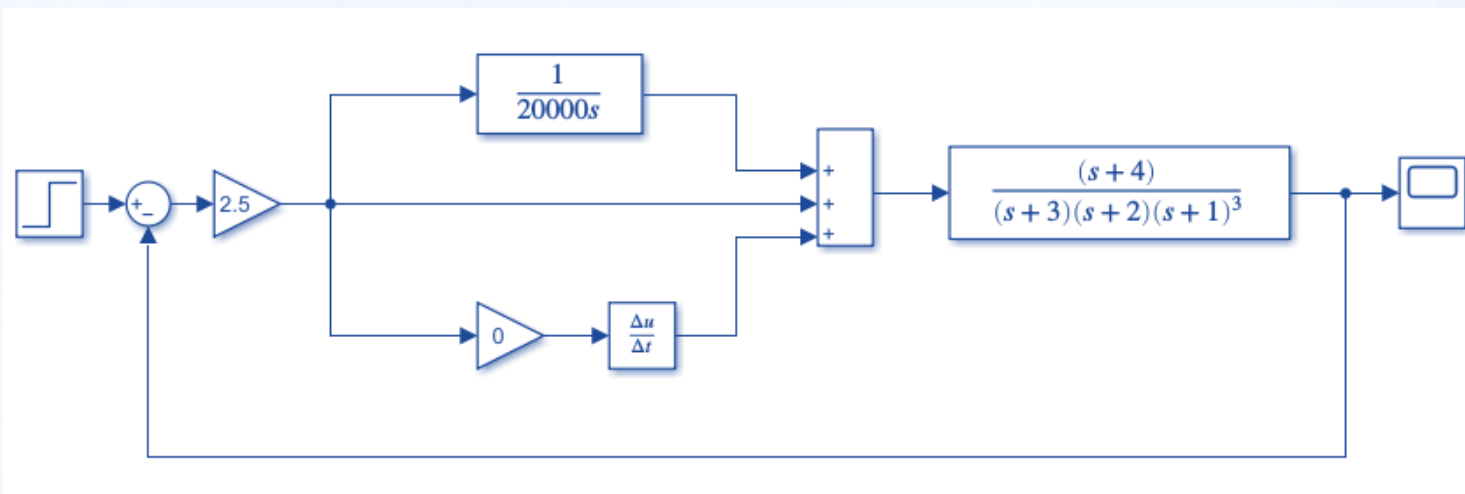 1
20000s
+
−
2.5
+
+
+
(s + 4)
(s + 3)(s + 2)(s + 1)³
0
Δu
Δt